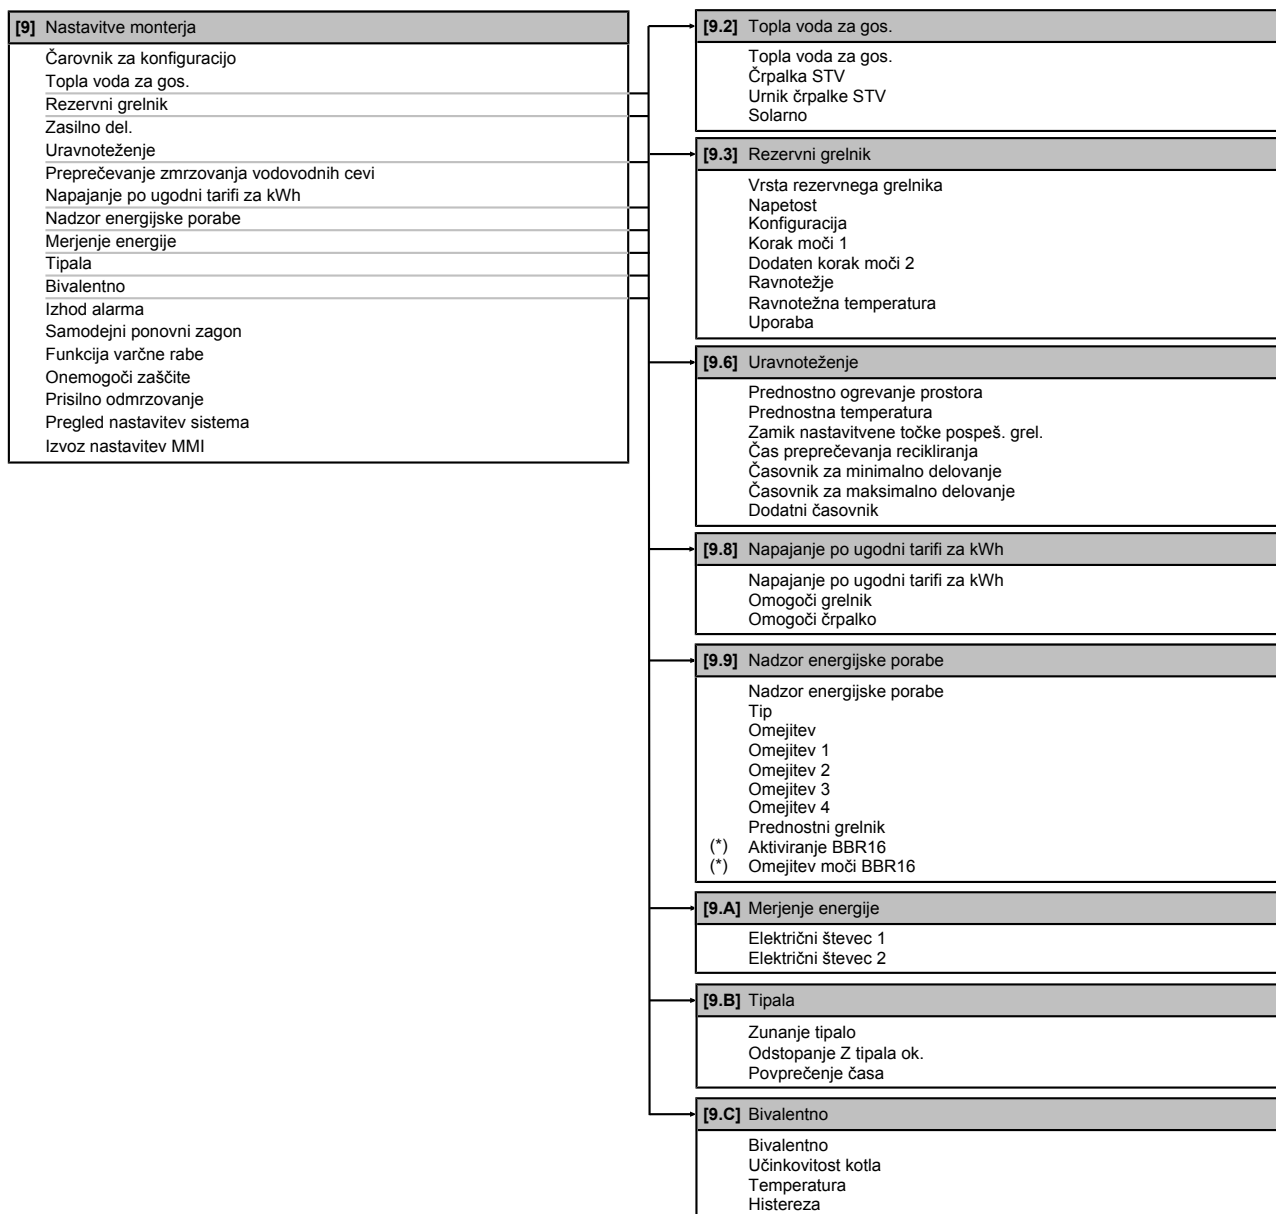 [9] Nastavitve monterja
Čarovnik za konfiguracijo
Topla voda za gos.
Rezervni grelnik
Zasilno del.
Uravnoteženje
Preprečevanje zmrzovanja vodovodnih cevi
Napajanje po ugodni tarifi za kWh
Nadzor energijske porabe
Merjenje energije
Tipala
Bivalentno
Izhod alarma
Samodejni ponovni zagon
Funkcija varčne rabe
Onemogoči zaščite
Prisilno odmrzovanje
Pregled nastavitev sistema
Izvoz nastavitev MMI
[9.2] Topla voda za gos.
Topla voda za gos.
Črpalka STV
Urnik črpalke STV
Solarno
[9.3] Rezervni grelnik
Vrsta rezervnega grelnika
Napetost
Konfiguracija
Korak moči 1
Dodaten korak moči 2
Ravnotežje
Ravnotežna temperatura
Uporaba
[9.6] Uravnoteženje
Prednostno ogrevanje prostora
Prednostna temperatura
Zamik nastavitvene točke pospeš. grel.
Čas preprečevanja recikliranja
Časovnik za minimalno delovanje
Časovnik za maksimalno delovanje
Dodatni časovnik
[9.8] Napajanje po ugodni tarifi za kWh
Napajanje po ugodni tarifi za kWh
Omogoči grelnik
Omogoči črpalko
[9.9] Nadzor energijske porabe
Nadzor energijske porabe
Tip
Omejitev
Omejitev 1
Omejitev 2
Omejitev 3
Omejitev 4
Prednostni grelnik
(*) Aktiviranje BBR16
(*) Omejitev moči BBR16
[9.A] Merjenje energije
Električni števec 1
Električni števec 2
[9.B] Tipala
Zunanje tipalo
Odstopanje Z tipala ok.
Povprečenje časa
[9.C] Bivalentno
Bivalentno
Učinkovitost kotla
Temperatura
Histereza